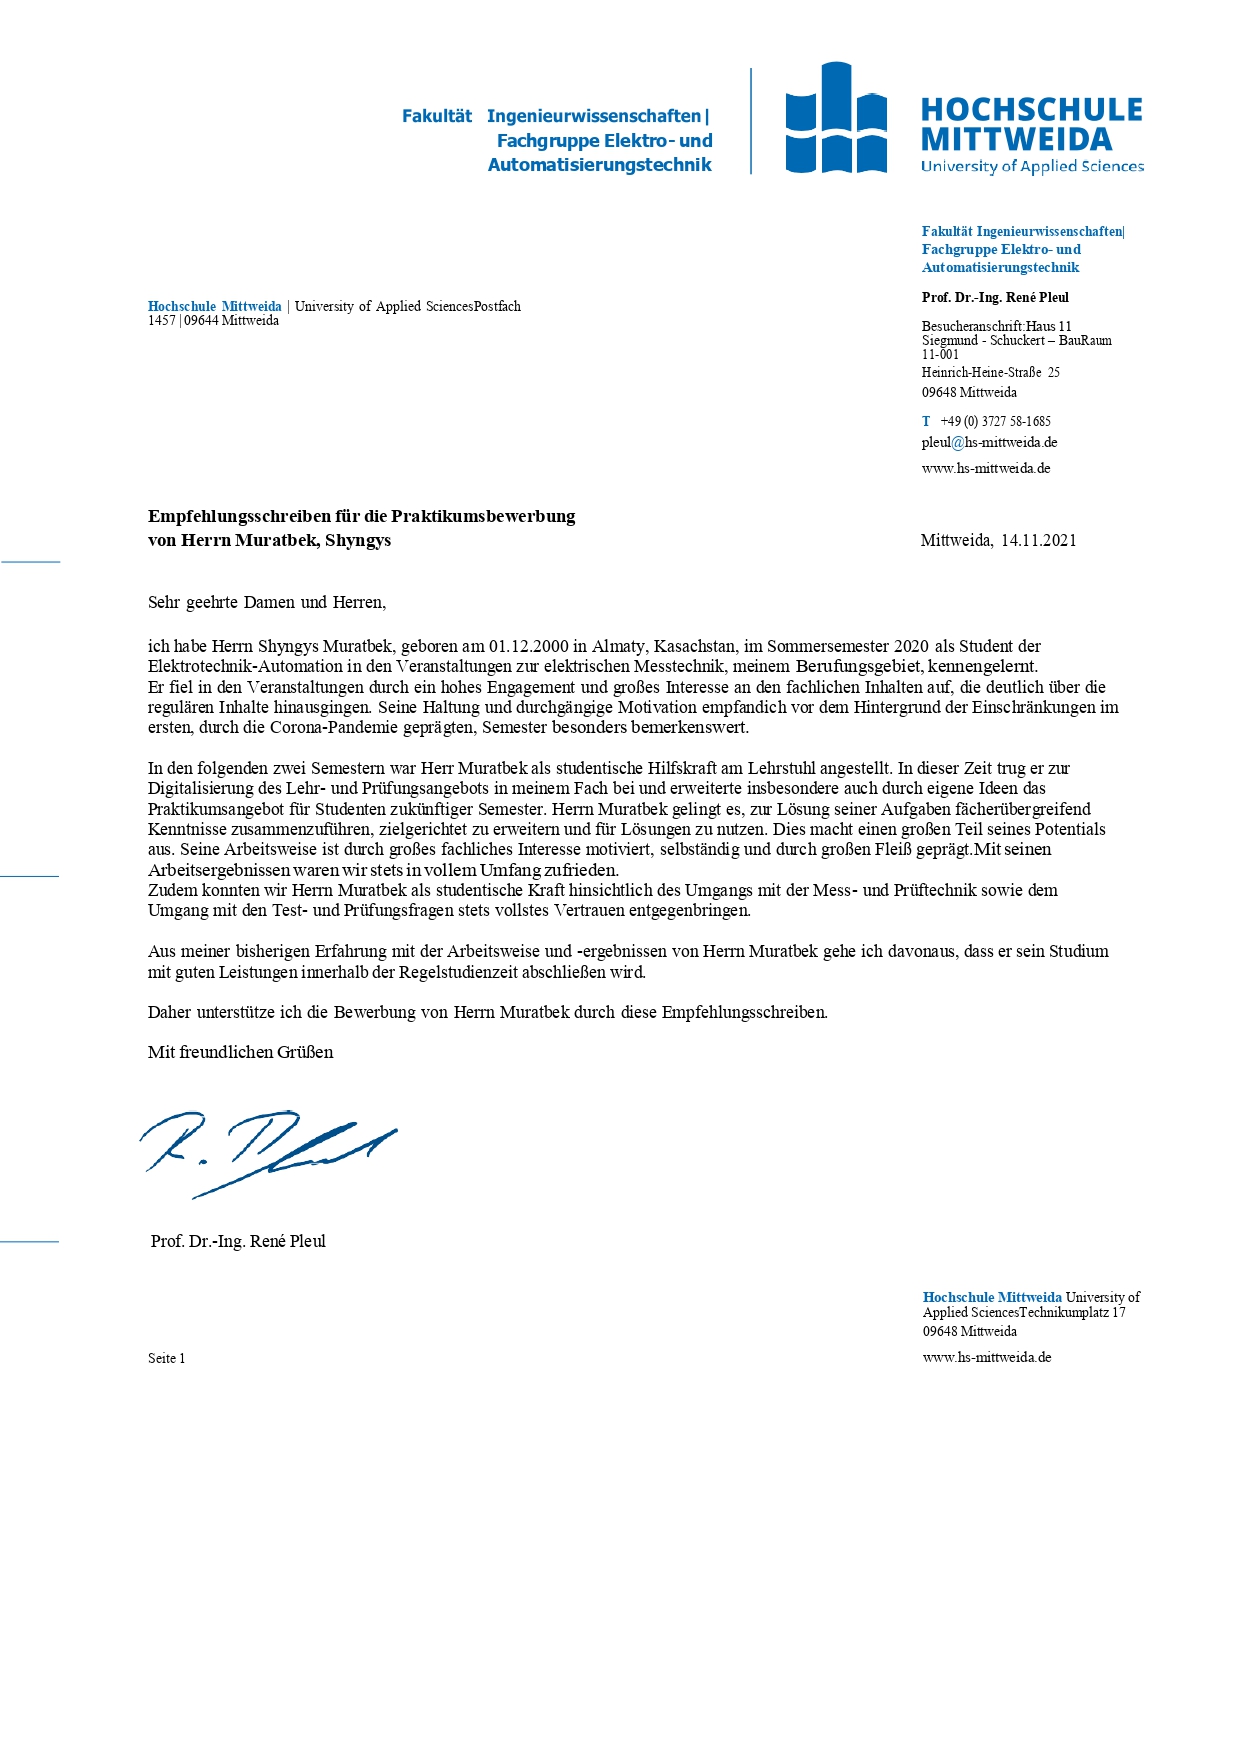 Fakultät Ingenieurwissenschaften|
Fachgruppe Elektro- und
Automatisierungstechnik
HOCHSCHULE
MITTWEIDA
University of Applied Sciences
Fakultät Ingenieurwissenschaften|
Fachgruppe Elektro- und
Automatisierungstechnik
Prof. Dr.-Ing. René Pleul
Hochschule Mittweida | University of Applied SciencesPostfach
1457 | 09644 Mittweida
Besucheranschrift:Haus 11
Siegmund - Schuckert – BauRaum
11-001
Heinrich-Heine-Straße 25
09648 Mittweida
T +49 (0) 3727 58-1685
pleul@hs-mittweida.de
www.hs-mittweida.de
Empfehlungsschreiben für die Praktikumsbewerbung
von Herrn Muratbek, Shyngys
Mittweida, 14.11.2021
Sehr geehrte Damen und Herren,
ich habe Herrn Shyngys Muratbek, geboren am 01.12.2000 in Almaty, Kasachstan, im Sommersemester 2020 als Student der
Elektrotechnik-Automation in den Veranstaltungen zur elektrischen Messtechnik, meinem Berufungsgebiet, kennengelernt.
Er fiel in den Veranstaltungen durch ein hohes Engagement und großes Interesse an den fachlichen Inhalten auf, die deutlich über die
regulären Inhalte hinausgingen. Seine Haltung und durchgängige Motivation empfandich vor dem Hintergrund der Einschränkungen im
ersten, durch die Corona-Pandemie geprägten, Semester besonders bemerkenswert.
In den folgenden zwei Semestern war Herr Muratbek als studentische Hilfskraft am Lehrstuhl angestellt. In dieser Zeit trug er zur
Digitalisierung des Lehr- und Prüfungsangebots in meinem Fach bei und erweiterte insbesondere auch durch eigene Ideen das
Praktikumsangebot für Studenten zukünftiger Semester. Herrn Muratbek gelingt es, zur Lösung seiner Aufgaben fächerübergreifend
Kenntnisse zusammenzuführen, zielgerichtet zu erweitern und für Lösungen zu nutzen. Dies macht einen großen Teil seines Potentials
aus. Seine Arbeitsweise ist durch großes fachliches Interesse motiviert, selbständig und durch großen Fleiß geprägt.Mit seinen
Arbeitsergebnissen waren wir stets in vollem Umfang zufrieden.
Zudem konnten wir Herrn Muratbek als studentische Kraft hinsichtlich des Umgangs mit der Mess- und Prüftechnik sowie dem
Umgang mit den Test- und Prüfungsfragen stets vollstes Vertrauen entgegenbringen.
Aus meiner bisherigen Erfahrung mit der Arbeitsweise und -ergebnissen von Herrn Muratbek gehe ich davonaus, dass er sein Studium
mit guten Leistungen innerhalb der Regelstudienzeit abschließen wird.
Daher unterstütze ich die Bewerbung von Herrn Muratbek durch diese Empfehlungsschreiben.
Mit freundlichen Grüßen
R. Pleul
Prof. Dr.-Ing. René Pleul
Hochschule Mittweida University of
Applied SciencesTechnikumplatz 17
09648 Mittweida
www.hs-mittweida.de
Seite 1